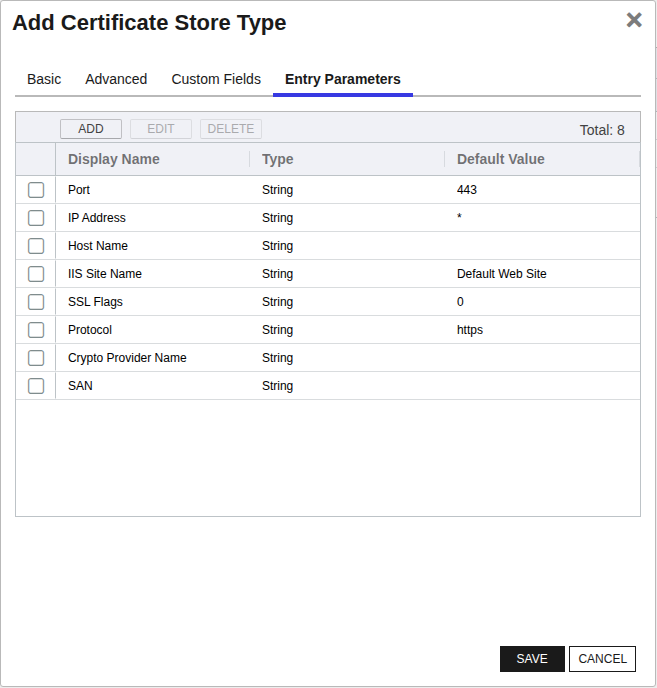 Add Certificate Store Type
Basic Advanced Custom Fields Entry Parameters
ADD EDIT DELETE Total: 8
Display Name Type Default Value
Port String 443
IP Address String *
Host Name String
IIS Site Name String Default Web Site
SSL Flags String 0
Protocol String https
Crypto Provider Name String
SAN String
SAVE CANCEL